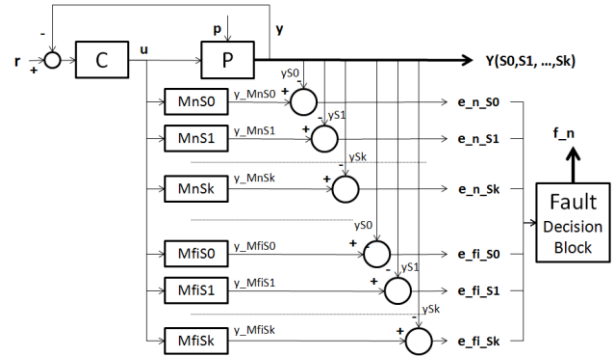 - p y
r + C u P Y(S0,S1, ...,Sk)
yS0 -
MnS0 y_MnS0 + e_n_S0
- yS1
MnS1 y_MnS1 + e_n_S1
f_n
- ySk
MnSk y_MnSk + e_n_Sk
Fault
Decision
Block
yS0
MfiS0 y_MfiS0 + - e_fi_S0
- yS1
MfiS1 y_MfiS1 + e_fi_S1
ySk
-
MfiSk y_MfiSk + e_fi_Sk